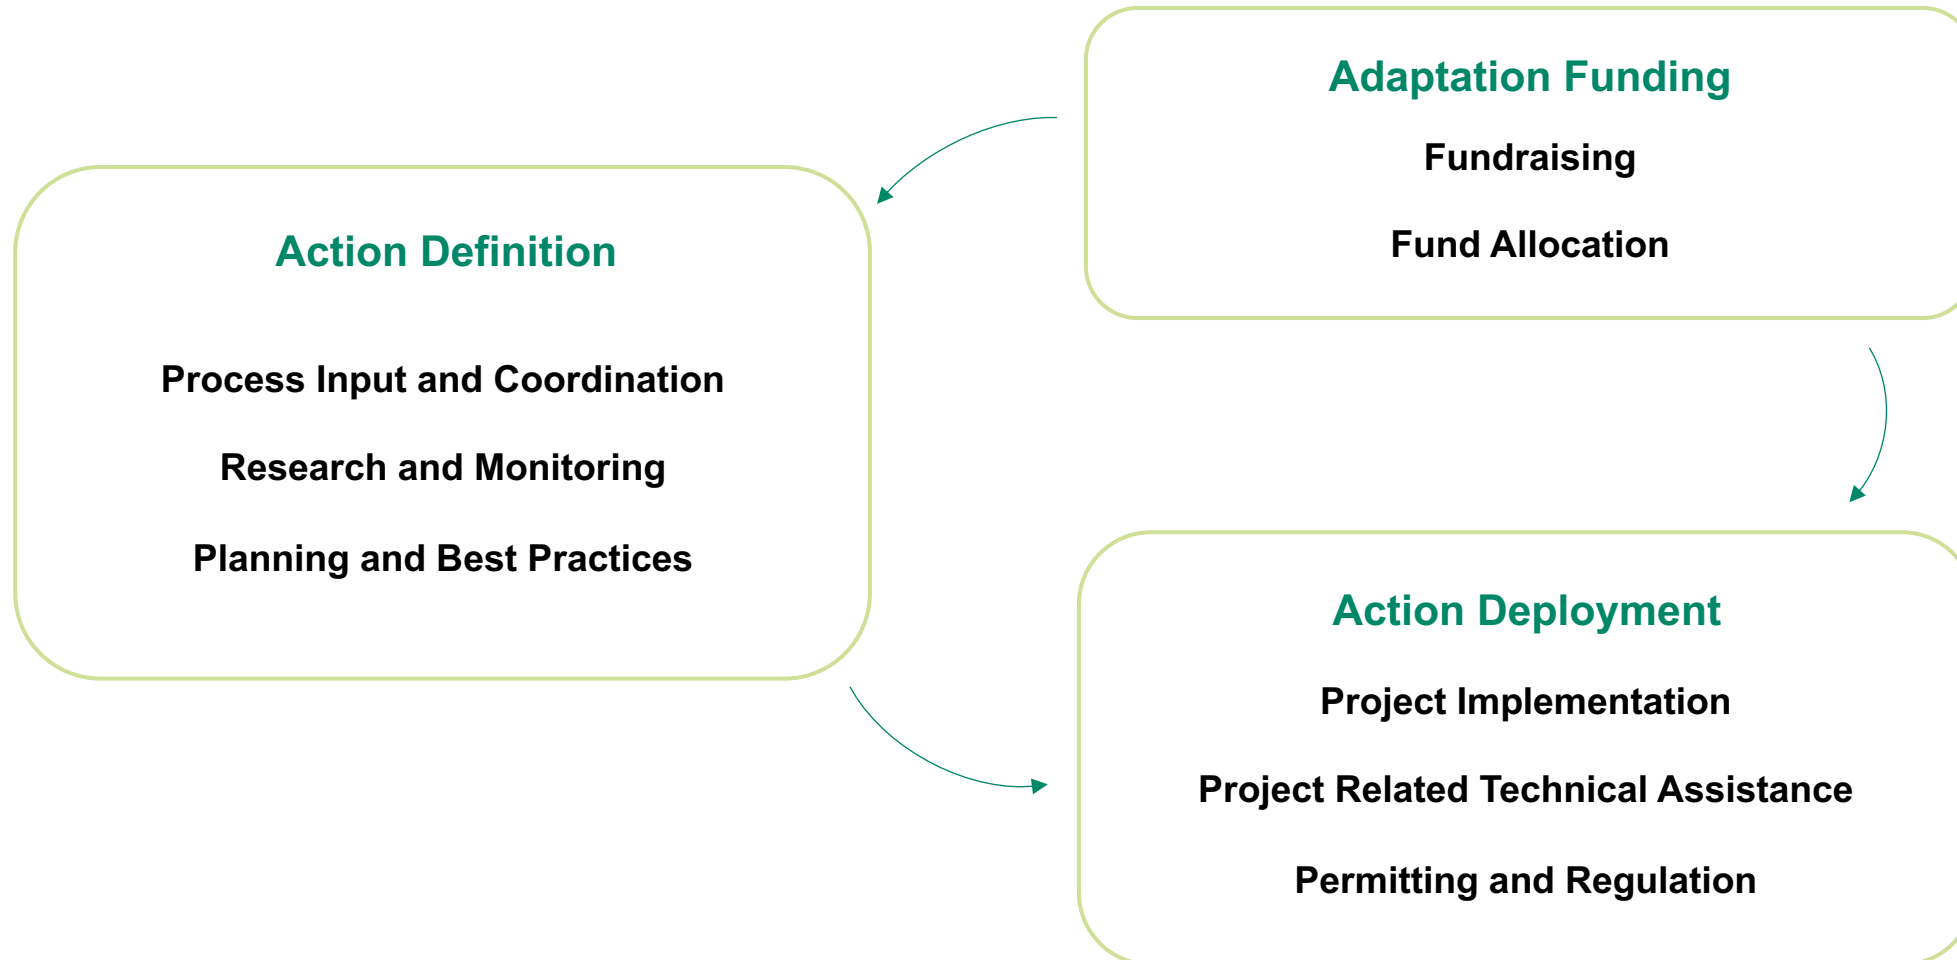 Adaptation Funding
Fundraising
Fund Allocation
Action Definition
Process Input and Coordination
Research and Monitoring
Planning and Best Practices
Action Deployment
Project Implementation
Project Related Technical Assistance
Permitting and Regulation